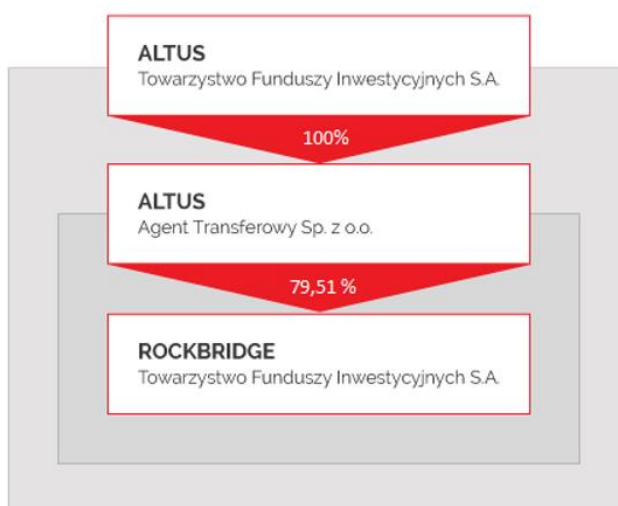 ALTUS
Towarzystwo Funduszy Inwestycyjnych S.A.
100%
ALTUS
Agent Transferowy Sp. z o.o.
79,51 %
ROCKBRIDGE
Towarzystwo Funduszy Inwestycyjnych S.A.